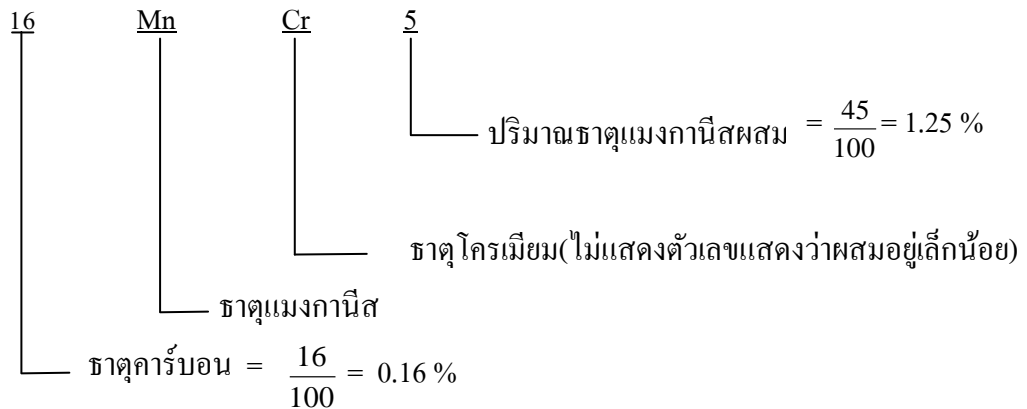 16 Mn Cr 5
ปริมาณธาตุแมงกานีสผสม = 45/100 = 1.25 %
ธาตุโครเมียม(ไม่แสดงตัวเลขแสดงว่าผสมอยู่เล็กน้อย)
ธาตุแมงกานีส
ธาตุคาร์บอน = 16/100 = 0.16 %